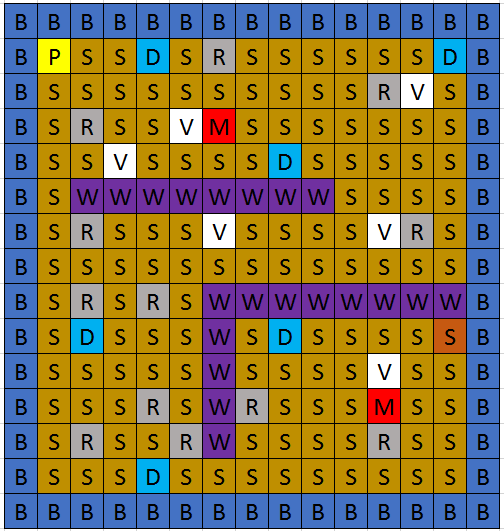 B B B B B B B B B B B B B B B
B P S S D S R S S S S S S D B
B S S S S S S S S S S R V S B
B S R S S V M S S S S S S S B
B S S V S S S S D S S S S S B
B S W W W W W W W W S S S S B
B S R S S S V S S S S V R S B
B S S S S S S S S S S S S S B
B S R S R S W W W W W W W W B
B S D S S S W S D S S S S S B
B S S S S S W S S S S V S S B
B S S S R S W R S S S M S S B
B S R S S R W S S S S R S S B
B S S S D S S S S S S S S S B
B B B B B B B B B B B B B B B